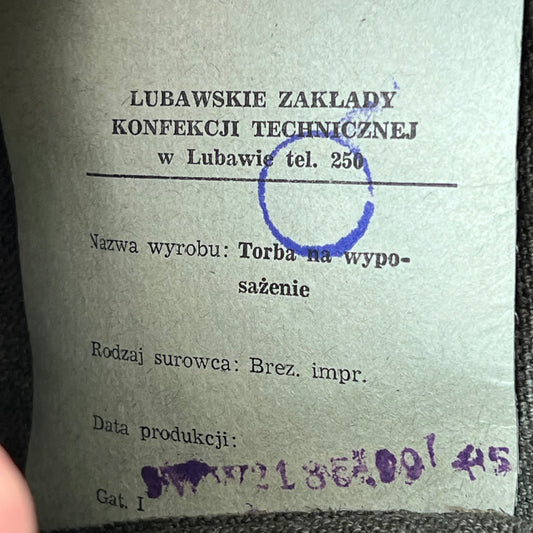 LUBAWSKIE ZAKŁADY
KONFEKCJI TECHNICZNEJ
w Lubawie tel. 250
Nazwa wyrobu: Torba na wypo-
sażenie
Rodzaj surowca: Brez. impr.
Data produkcji:
Gat. I